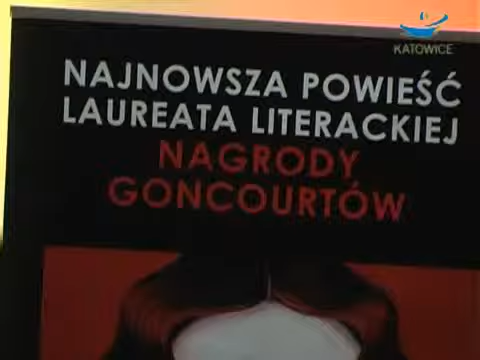 KATOWICE
NAJNOWSZA POWIEŚĆ
LAUREATA LITERACKIEJ
NAGRODY
GONCOURTÓW